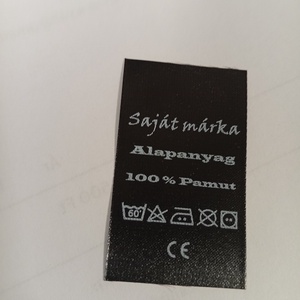 Saját márka
Alapanyag
100 % Pamut
60
CE